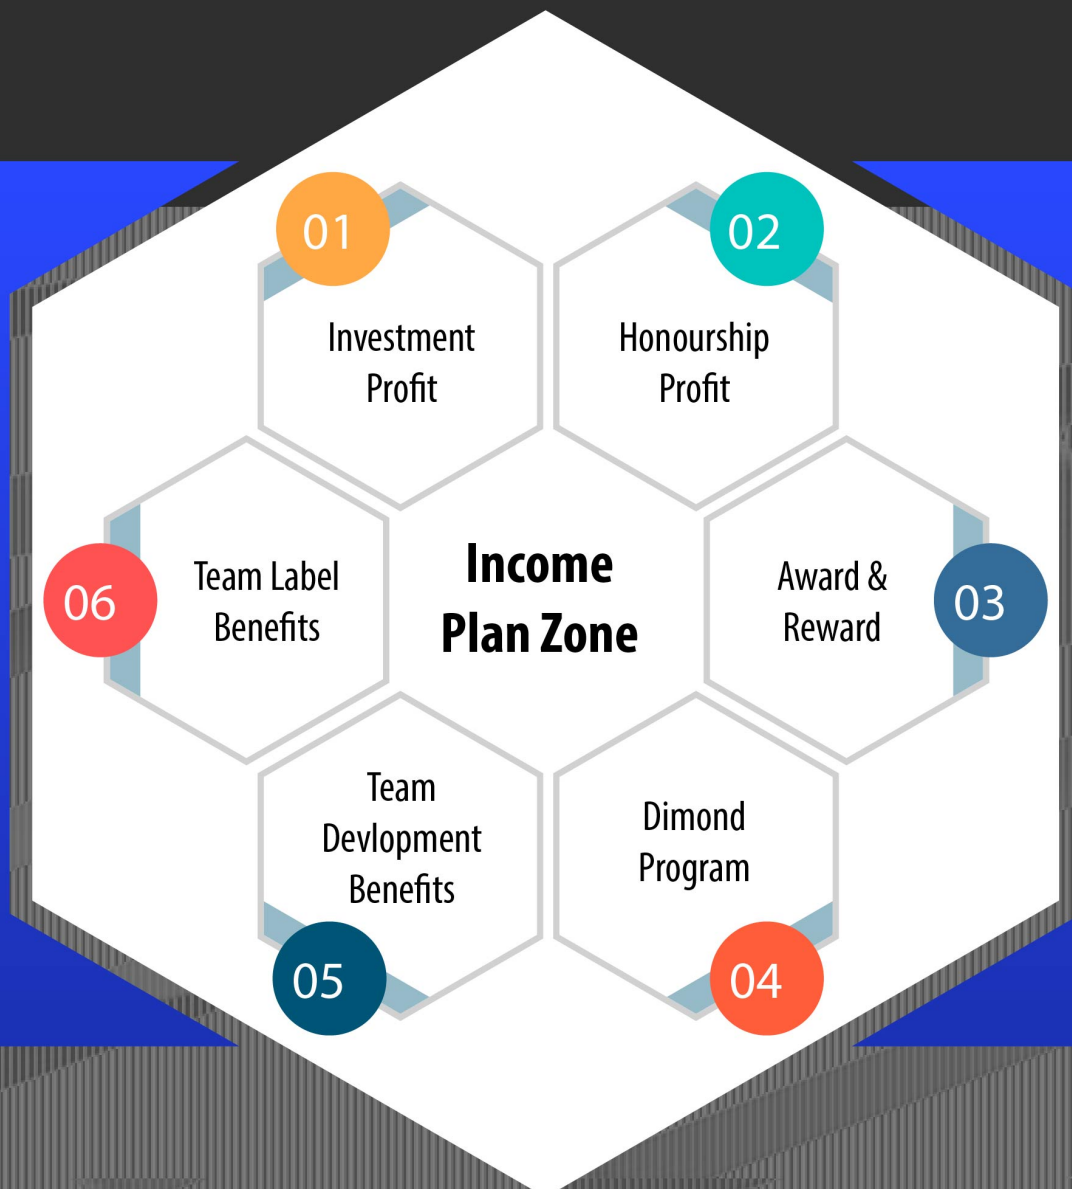 01
Investment
Profit
02
Honourship
Profit
03
Award &
Reward
04
Dimond
Program
05
Team
Devlopment
Benefits
06
Team Label
Benefits
Income
Plan Zone